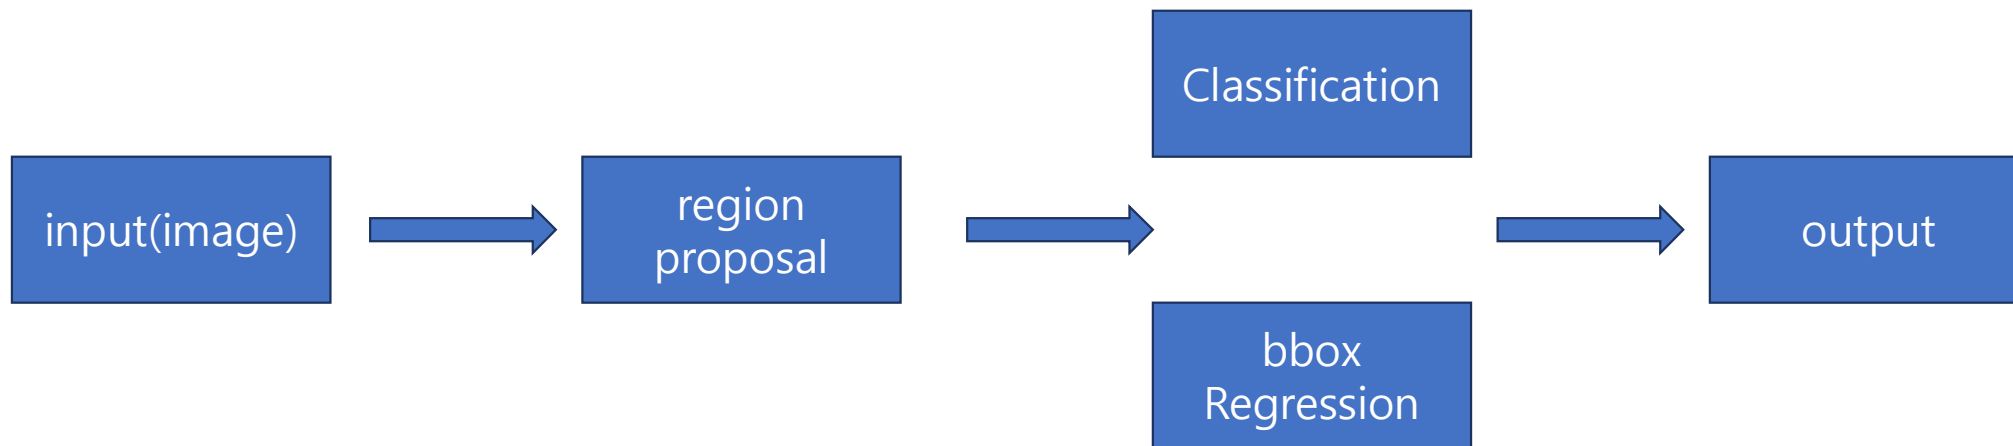 input(image)
region
proposal
Classification
bbox
Regression
output